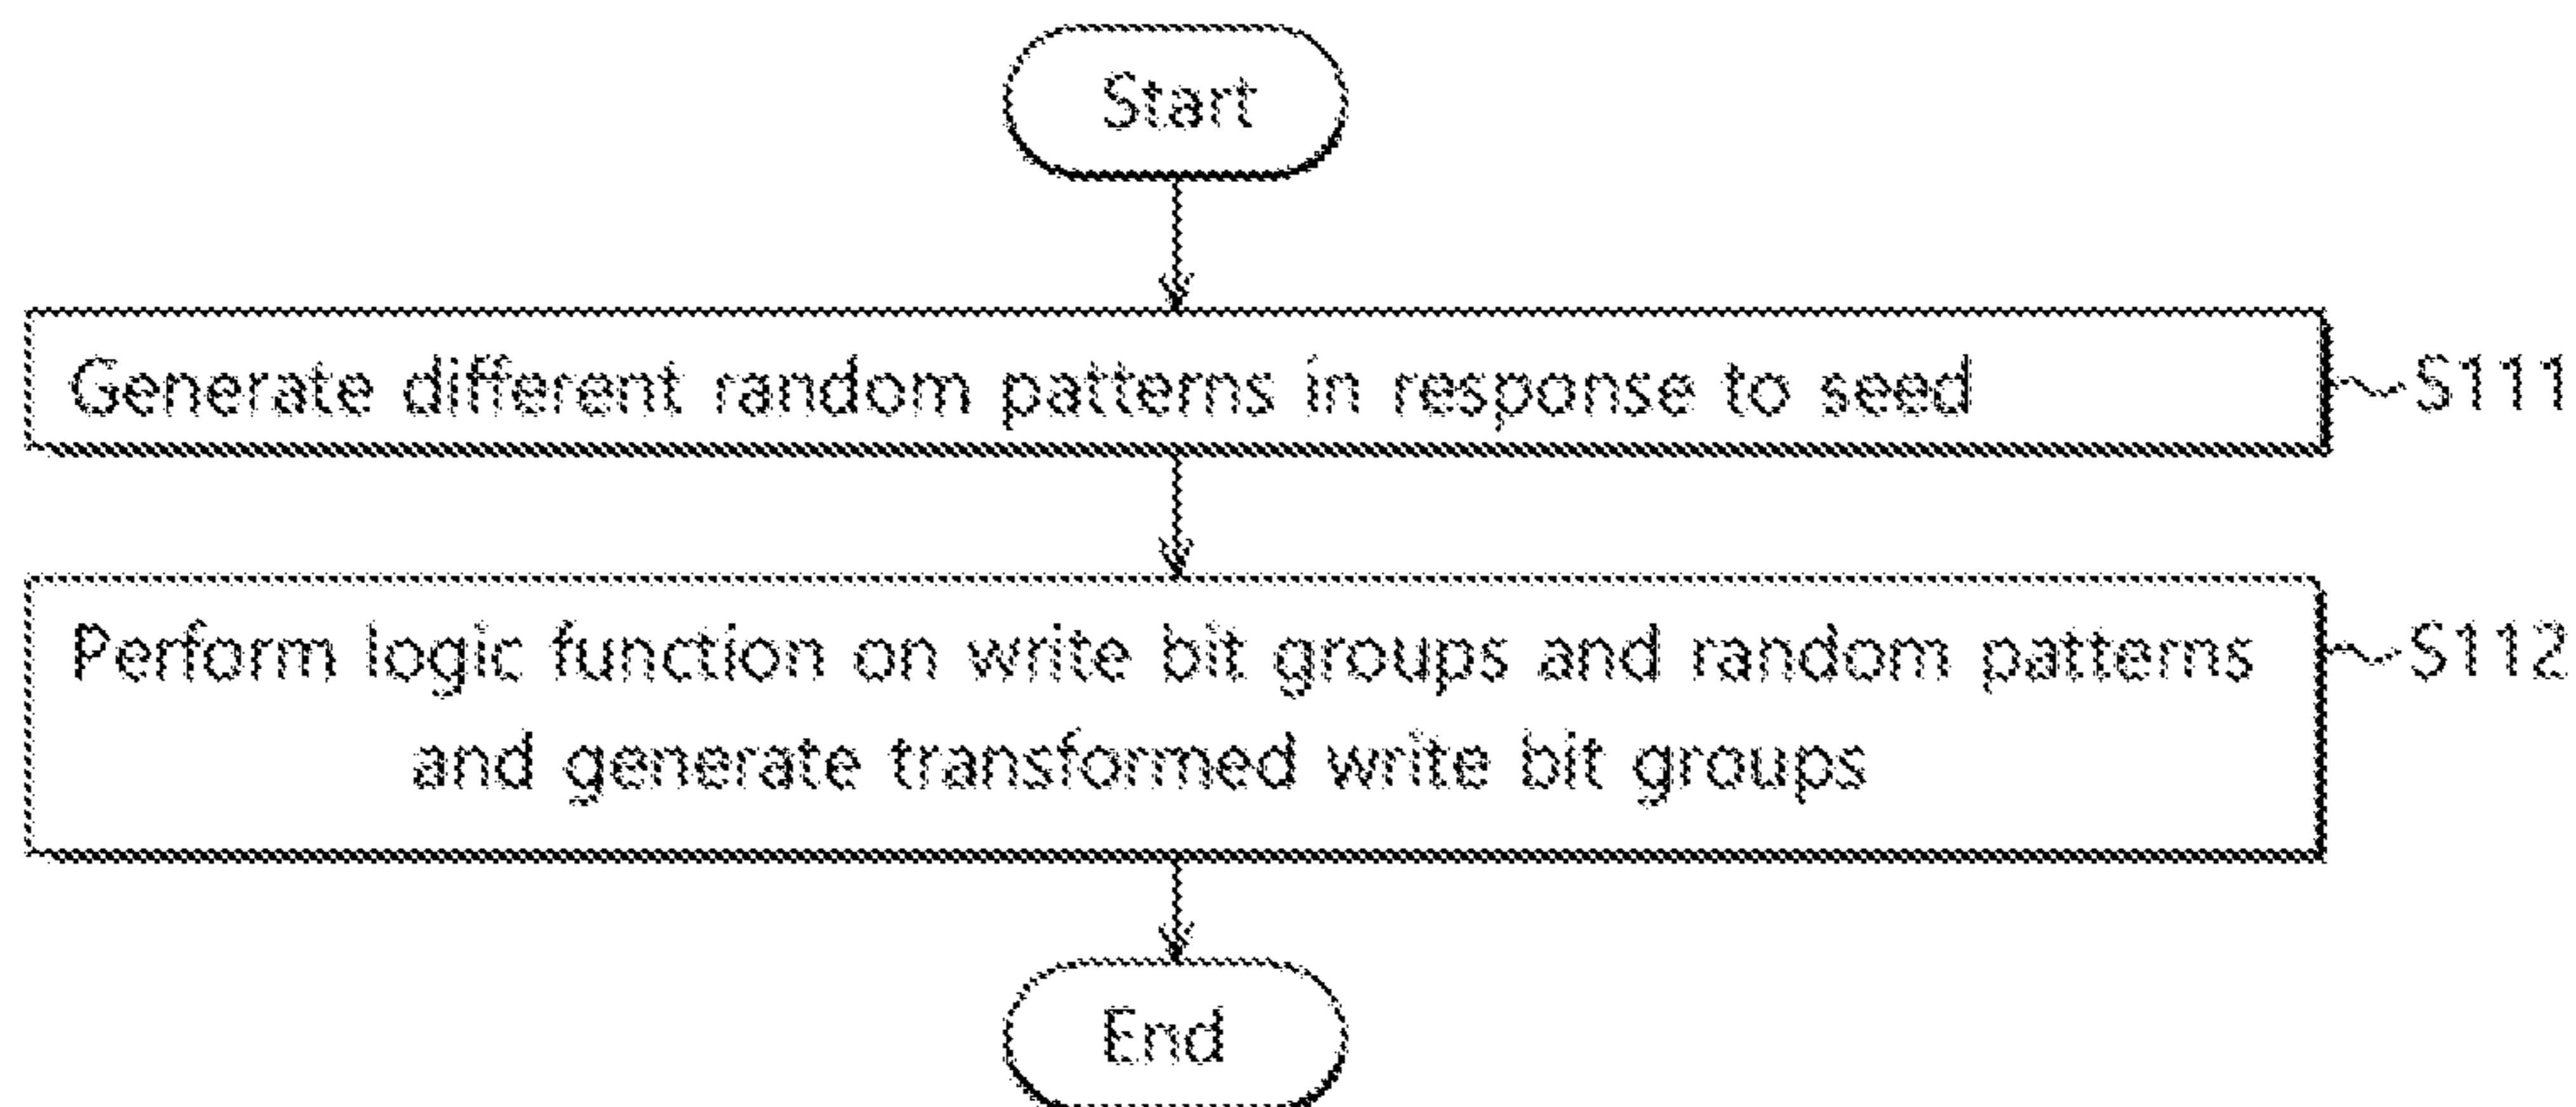 Start
Generate different random patterns in response to seed
S111
Perform logic function on write bit groups and random patterns
S112
and generate transformed write bit groups
End